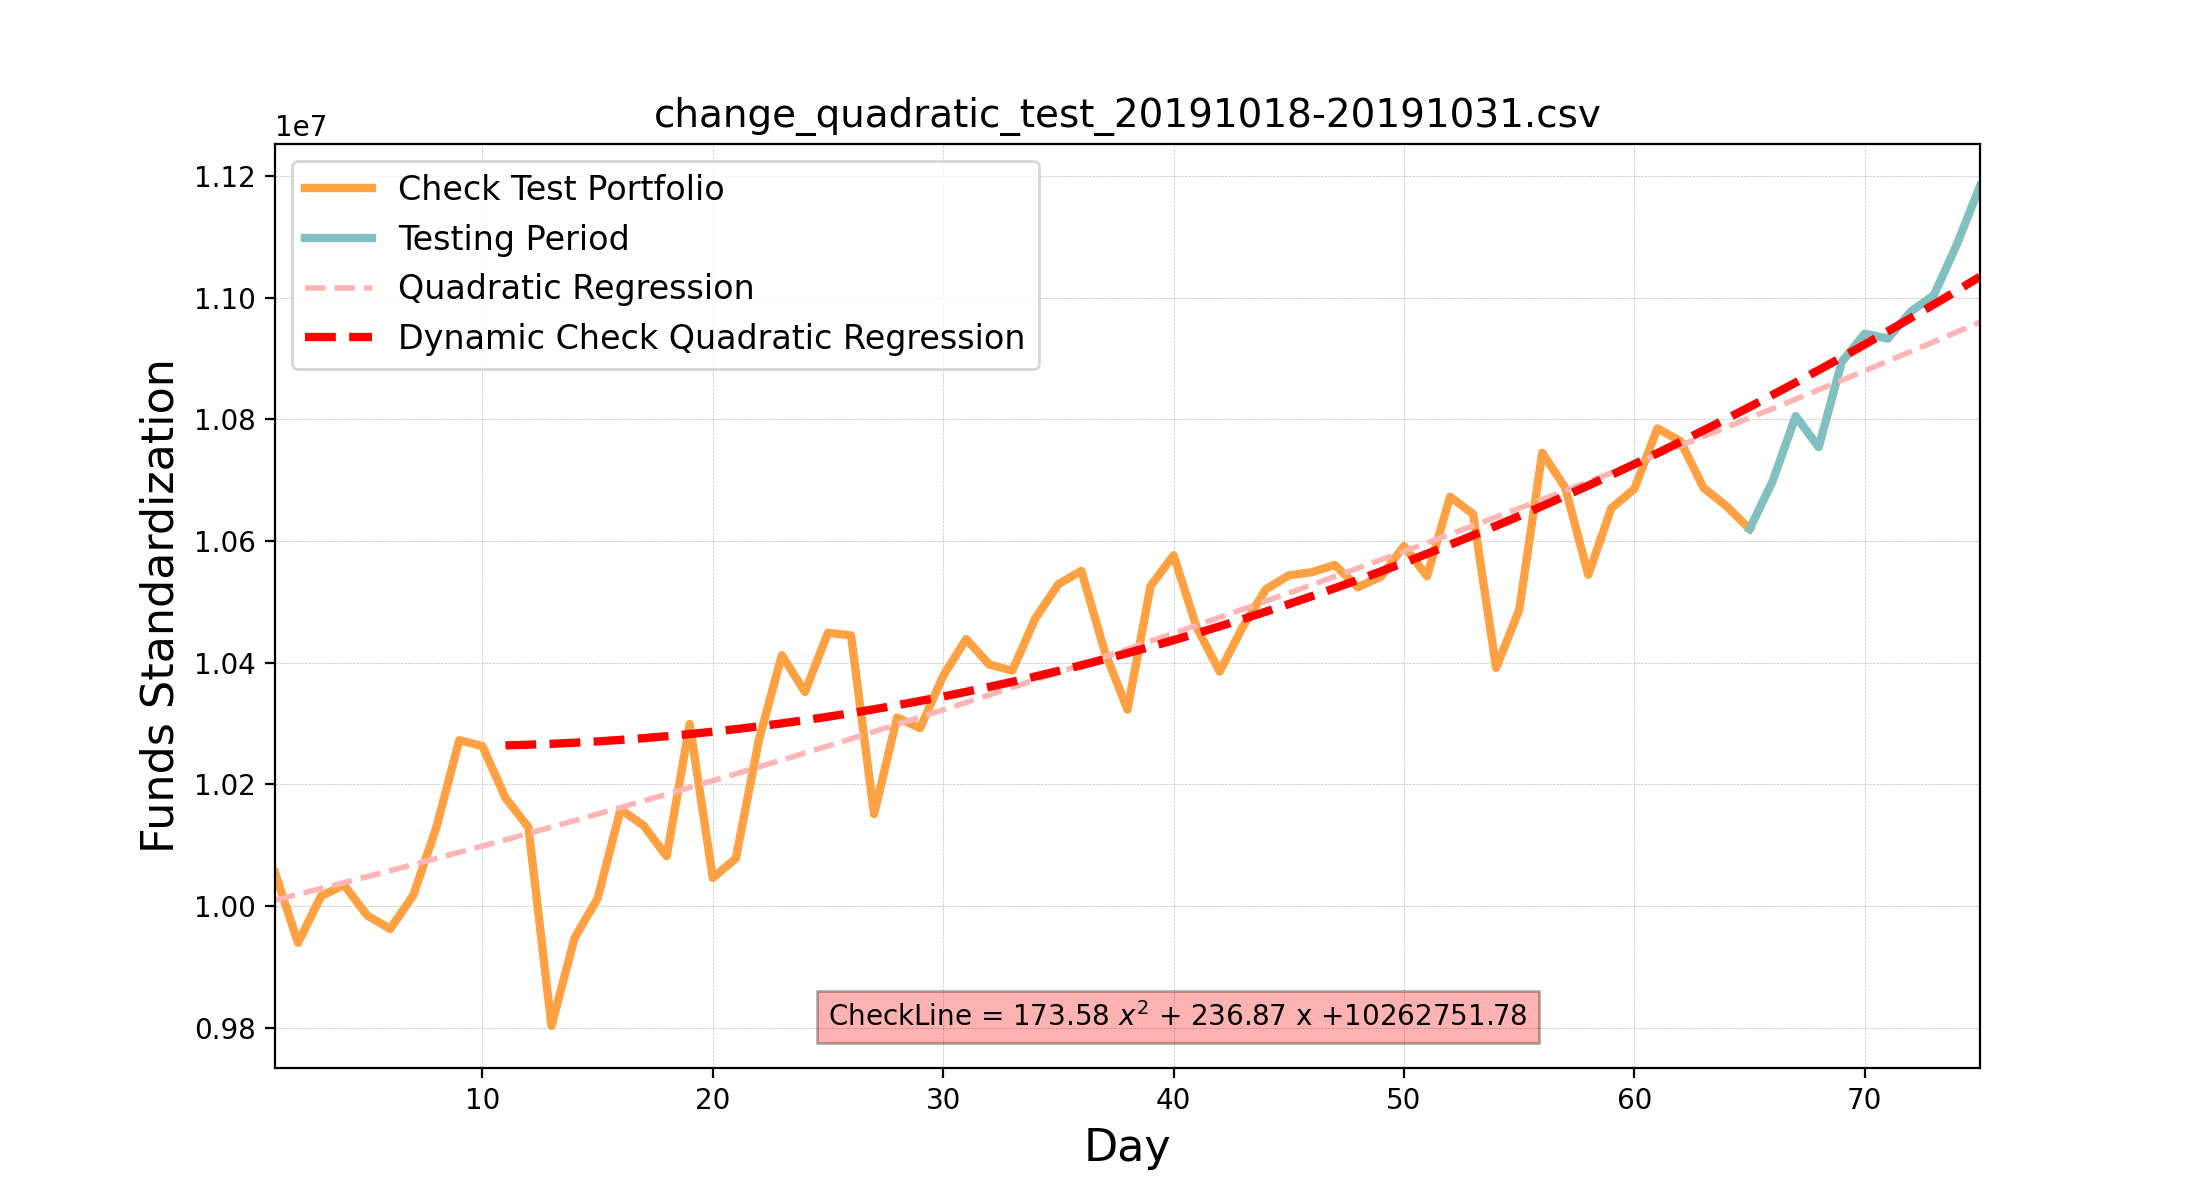 change_quadratic_test_20191018-20191031.csv
1e7
1.12
1.10
1.08
1.06
1.04
1.02
1.00
0.98
Funds Standardization
Check Test Portfolio
Testing Period
Quadratic Regression
Dynamic Check Quadratic Regression
CheckLine = 173.58 x² + 236.87 x +10262751.78
10 20 30 40 50 60 70
Day